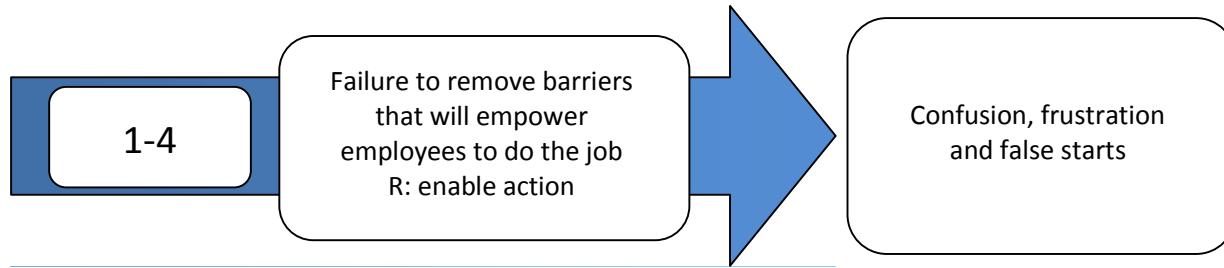 1-4
Failure to remove barriers
that will empower
employees to do the job
R: enable action
Confusion, frustration
and false starts